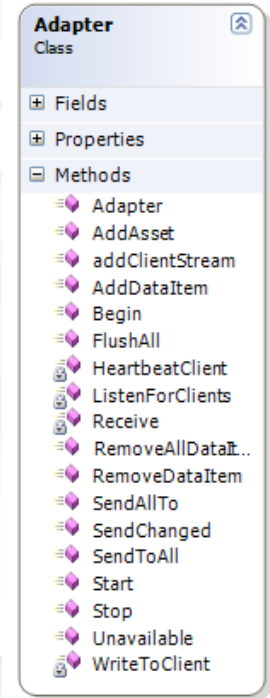 Adapter
Class
Fields
Properties
Methods
Adapter
AddAsset
addClientStream
AddDataItem
Begin
FlushAll
HeartbeatClient
ListenForClients
Receive
RemoveAllDataIt...
RemoveDataItem
SendAllTo
SendChanged
SendToAll
Start
Stop
Unavailable
WriteToClient